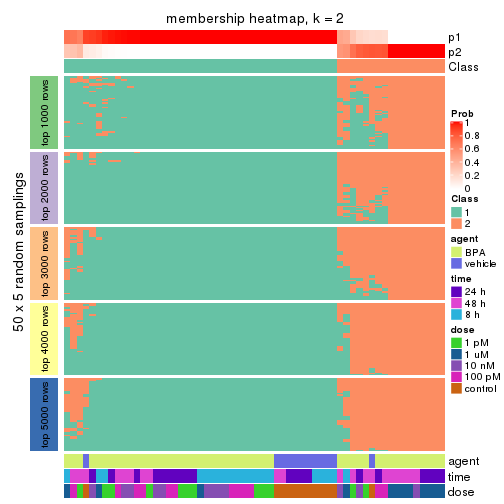 membership heatmap, k = 2
p1
p2
Class
50 x 5 random samplings
top 1000 rows
top 2000 rows
top 3000 rows
top 4000 rows
top 5000 rows
agent
time
dose
Prob
1
0.8
0.6
0.4
0.2
0
Class
1
2
agent
BPA
vehicle
time
24 h
48 h
8 h
dose
1 pM
1 uM
10 nM
100 pM
control